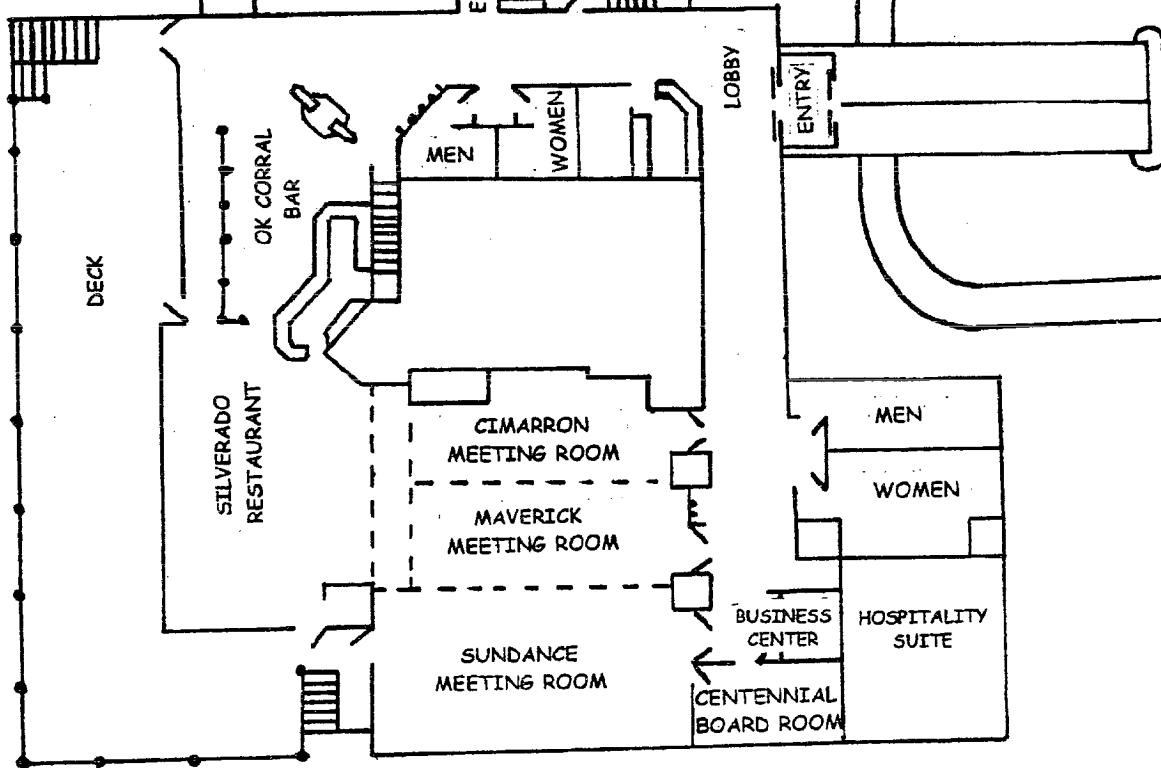 E
LOBBY
ENTRY
MEN
WOMEN
OK CORRAL
BAR
DECK
SILVERADO
RESTAURANT
CIMARRON
MEETING ROOM
MAVERICK
MEETING ROOM
SUNDANCE
MEETING ROOM
MEN
WOMEN
BUSINESS
CENTER
HOSPITALITY
SUITE
CENTENNIAL
BOARD ROOM